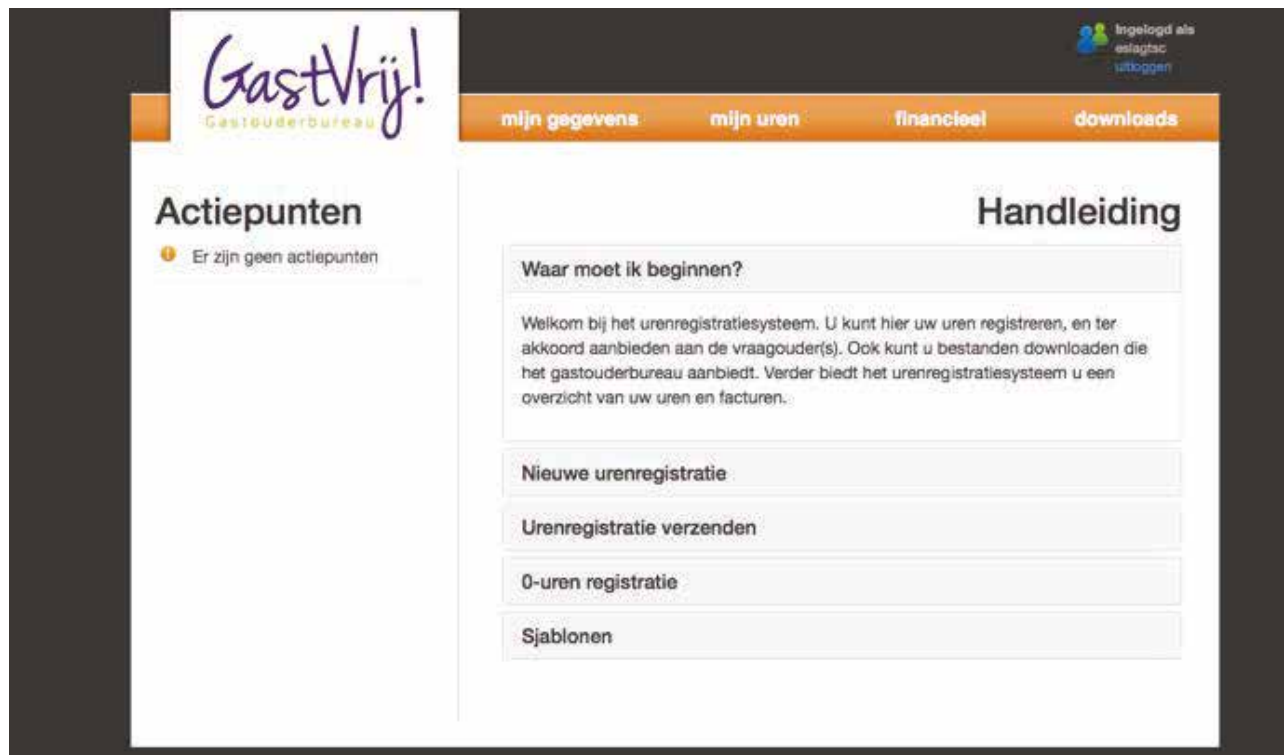 GastVrij!
Gastouderbureau
Ingelogd als
eslagtsc
uitloggen
mijn gegevens
mijn uren
financieel
downloads
Actiepunten
Er zijn geen actiepunten
Handleiding
Waar moet ik beginnen?
Welkom bij het urenregistratiesysteem. U kunt hier uw uren registreren, en ter
akkoord aanbieden aan de vraagouder(s). Ook kunt u bestanden downloaden die
het gastouderbureau aanbiedt. Verder biedt het urenregistratiesysteem u een
overzicht van uw uren en facturen.
Nieuwe urenregistratie
Urenregistratie verzenden
0-uren registratie
Sjablonen